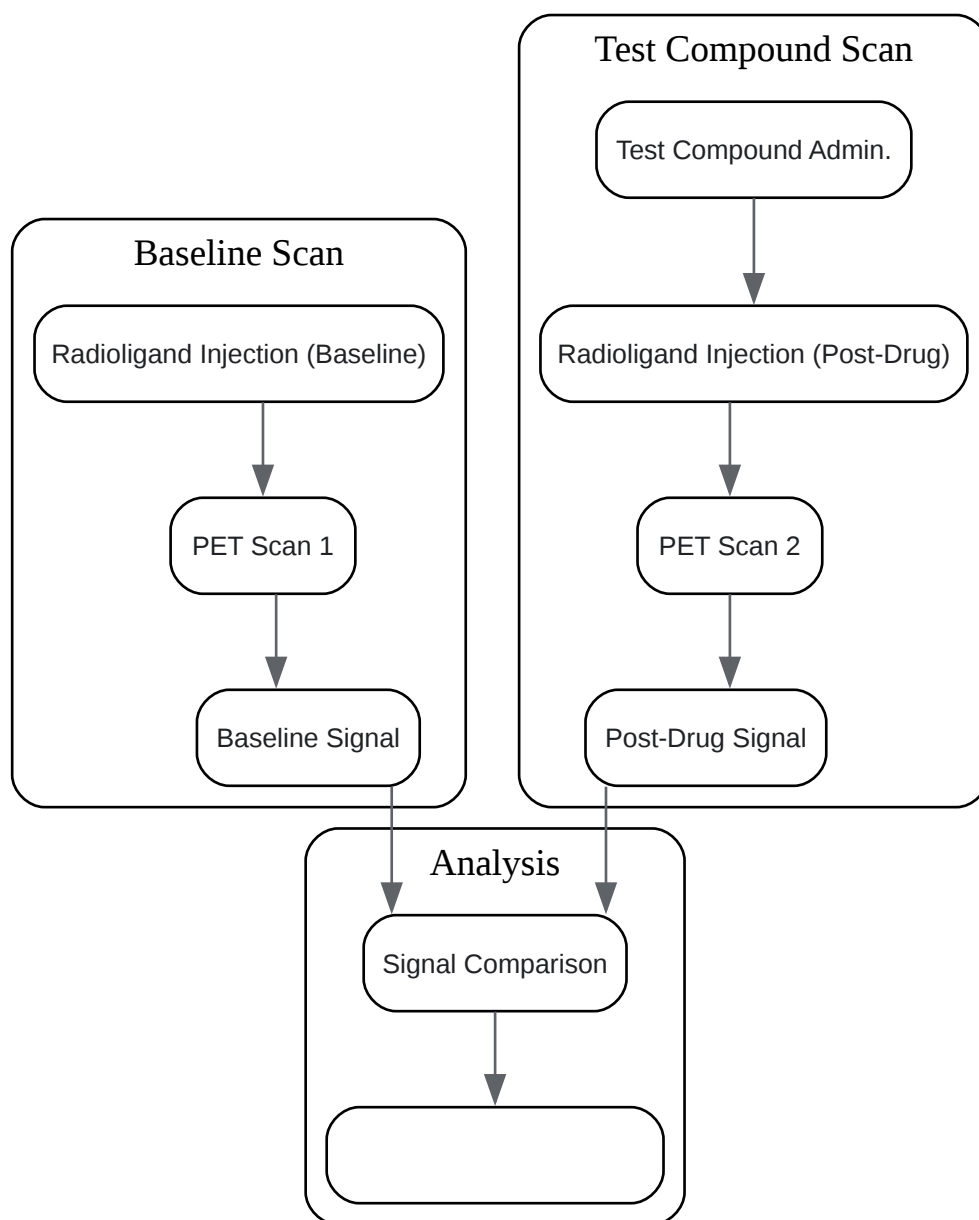 Test Compound Scan
Test Compound Admin.
Baseline Scan
Radioligand Injection (Baseline)
Radioligand Injection (Post-Drug)
PET Scan 1
PET Scan 2
Baseline Signal
Post-Drug Signal
Analysis
Signal Comparison